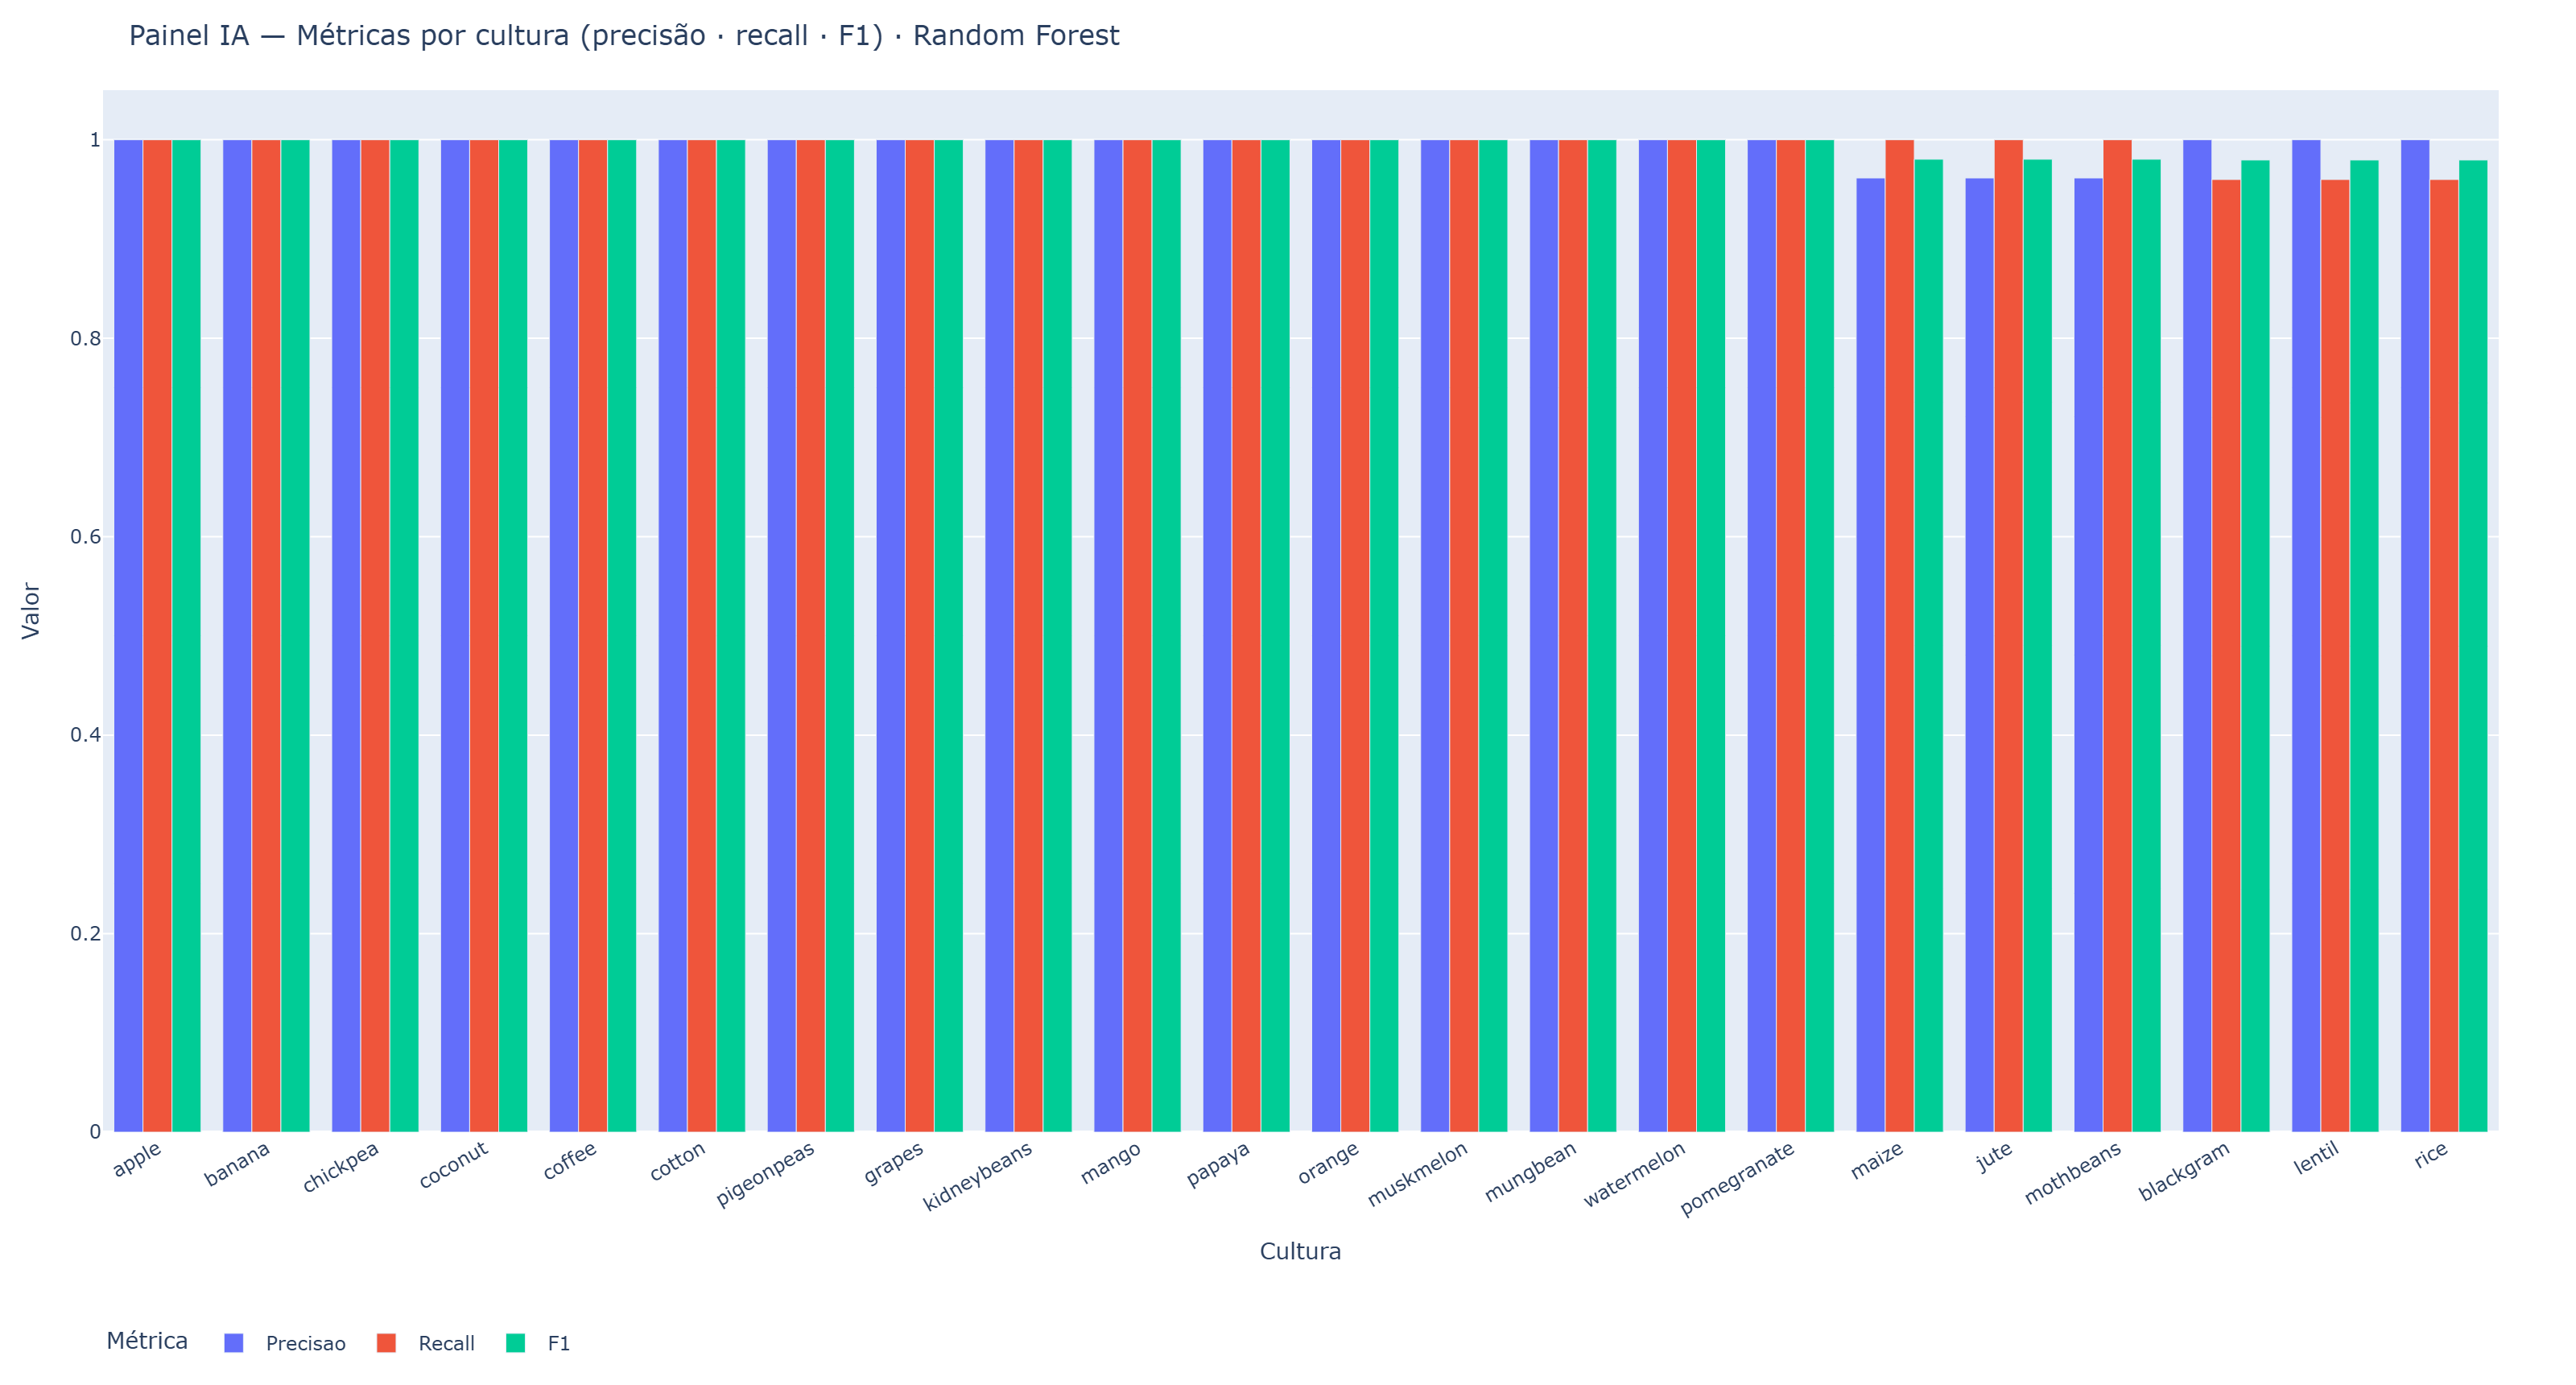 Painel IA — Métricas por cultura (precisão · recall · F1) · Random Forest
1
0.8
0.6
0.4
0.2
0
Valor
apple
banana
chickpea
coconut
coffee
cotton
pigeonpeas
grapes
kidneybeans
mango
papaya
orange
muskmelon
mungbean
watermelon
pomegranate
maize
jute
mothbeans
blackgram
lentil
rice
Cultura
Métrica Precisao Recall F1